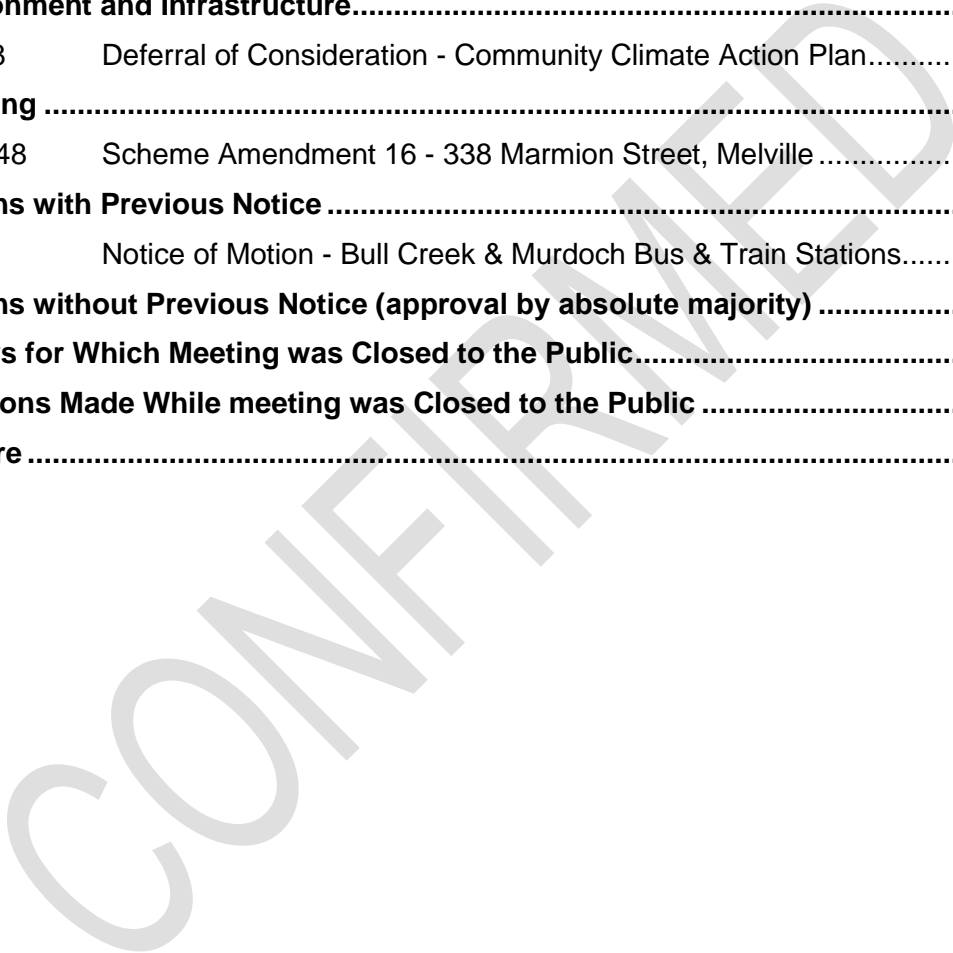 onment and Infrastructure..........................................................................
3 Deferral of Consideration - Community Climate Action Plan..........
ng ...............................................................................................................
48 Scheme Amendment 16 - 338 Marmion Street, Melville ................
ns with Previous Notice .............................................................................
Notice of Motion - Bull Creek & Murdoch Bus & Train Stations......
ns without Previous Notice (approval by absolute majority) .................
rs for Which Meeting was Closed to the Public.......................................
ons Made While meeting was Closed to the Public ...............................
re .................................................................................................................
CONFIRMED